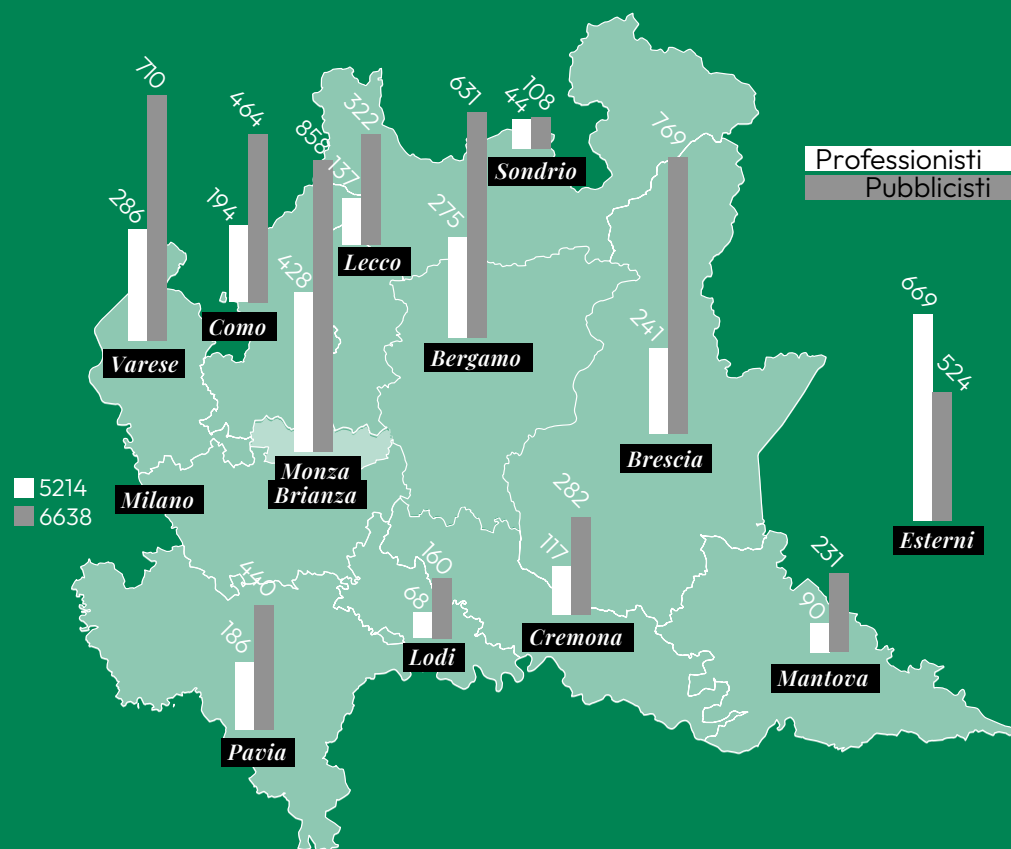 Professionisti
Pubblicisti
710
286
Varese
464
194
Como
858
428
Monza
Brianza
322
137
Lecco
631
275
Bergamo
108
44
Sondrio
769
241
Brescia
669
524
Esterni
5214
6638
Milano
440
186
Pavia
160
68
Lodi
282
117
Cremona
231
90
Mantova